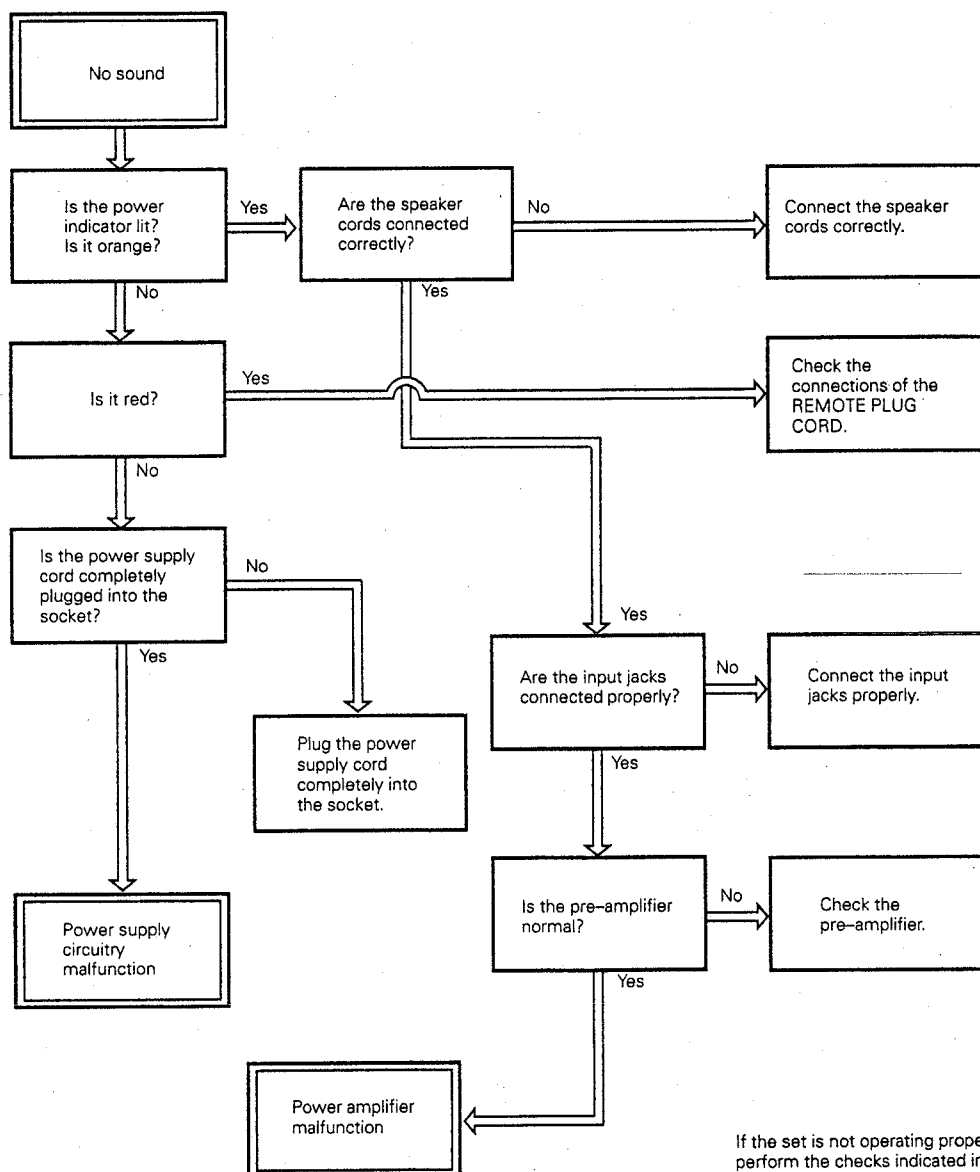 No sound
Is the power
indicator lit?
Is it orange?
Yes
Are the speaker
cords connected
correctly?
No
Connect the speaker
cords correctly.
No
Yes
Is it red?
Yes
Check the
connections of the
REMOTE PLUG
CORD.
No
Is the power supply
cord completely
plugged into the
socket?
No
Yes
Plug the power
supply cord
completely into
the socket.
Yes
Are the input jacks
connected properly?
No
Connect the input
jacks properly.
Yes
Is the pre–amplifier
normal?
No
Check the
pre–amplifier.
Yes
Power supply
circuitry
malfunction
Power amplifier
malfunction
If the set is not operating
perform the checks indicated